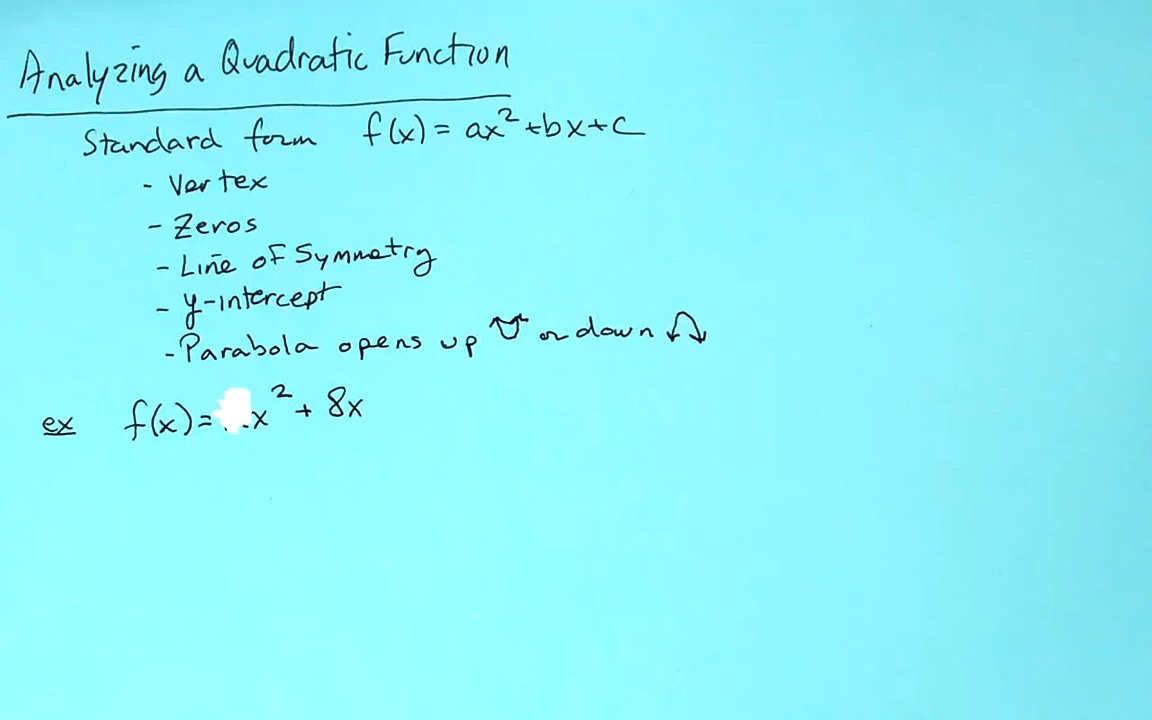 Analyzing a Quadratic Function
Standard form f(x) = ax² + bx + c
- Vertex
- Zeros
- Line of Symmetry
- y-intercept
- Parabola opens up or down
ex f(x) = x² + 8x